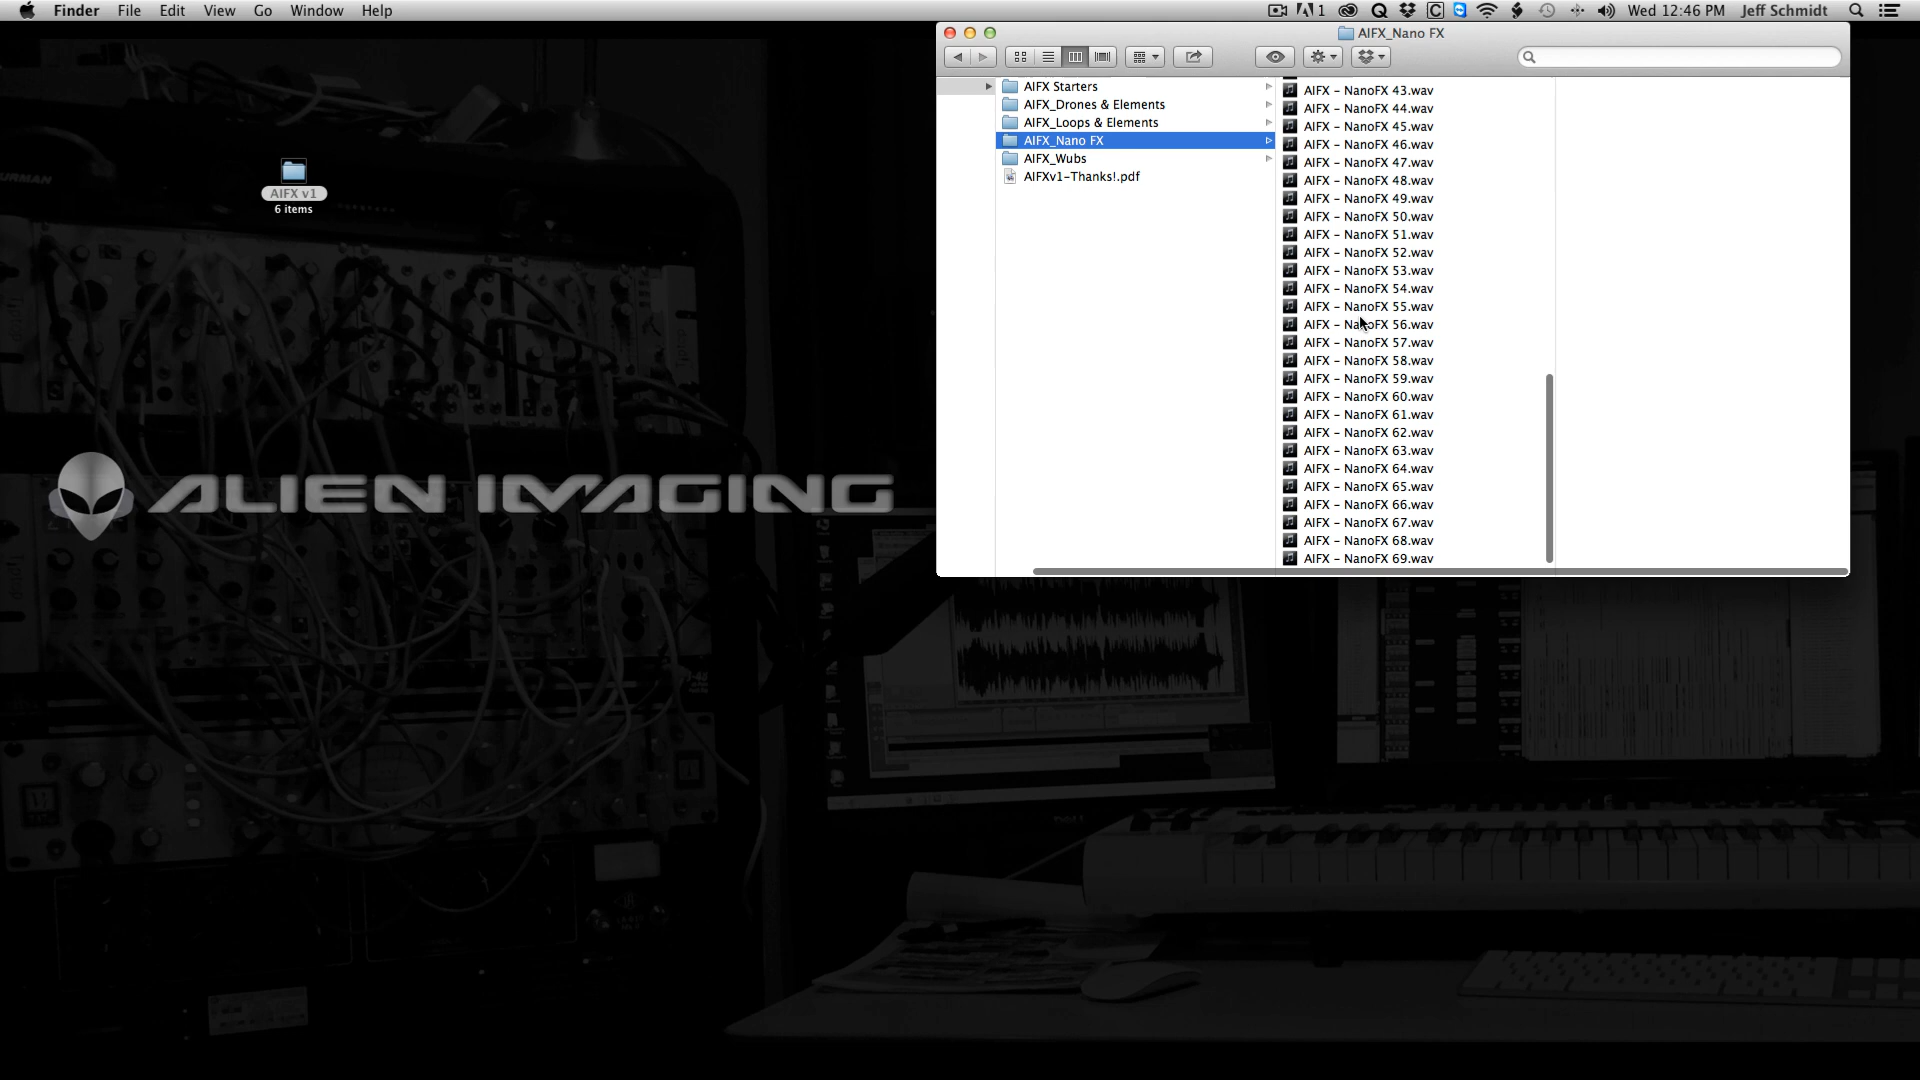 Finder File Edit View Go Window Help
1 Wed 12:46 PM Jeff Schmidt
AIFX_Nano FX
AIFX Starters
AIFX_Drones & Elements
AIFX_Loops & Elements
AIFX_Nano FX
AIFX_Wubs
AIFXv1-Thanks!.pdf
AIFX - NanoFX 43.wav
AIFX - NanoFX 44.wav
AIFX - NanoFX 45.wav
AIFX - NanoFX 46.wav
AIFX - NanoFX 47.wav
AIFX - NanoFX 48.wav
AIFX - NanoFX 49.wav
AIFX - NanoFX 50.wav
AIFX - NanoFX 51.wav
AIFX - NanoFX 52.wav
AIFX - NanoFX 53.wav
AIFX - NanoFX 54.wav
AIFX - NanoFX 55.wav
AIFX - NanoFX 56.wav
AIFX - NanoFX 57.wav
AIFX - NanoFX 58.wav
AIFX - NanoFX 59.wav
AIFX - NanoFX 60.wav
AIFX - NanoFX 61.wav
AIFX - NanoFX 62.wav
AIFX - NanoFX 63.wav
AIFX - NanoFX 64.wav
AIFX - NanoFX 65.wav
AIFX - NanoFX 66.wav
AIFX - NanoFX 67.wav
AIFX - NanoFX 68.wav
AIFX - NanoFX 69.wav
AIFX v1
6 items
ALIEN IMAGING